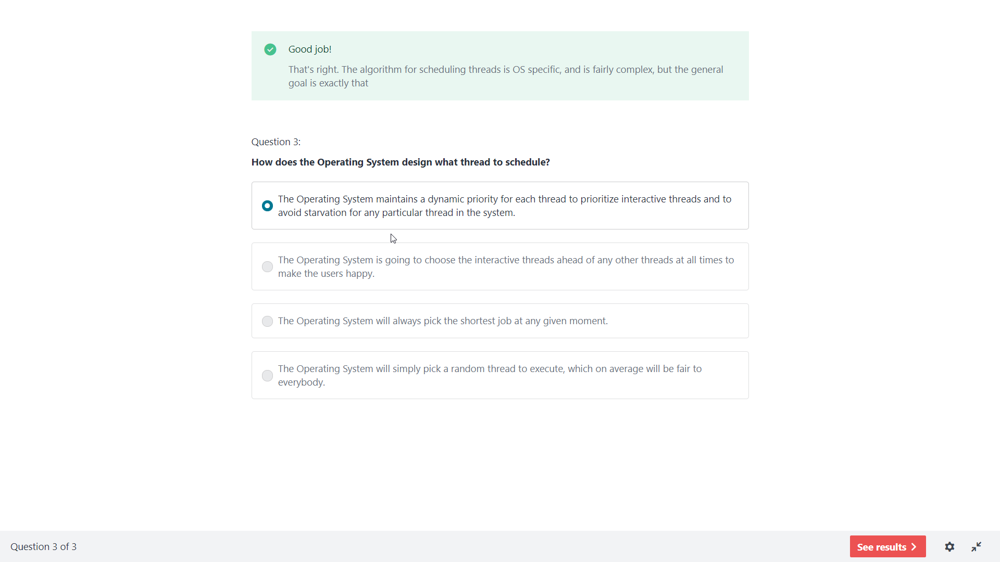 Good job!
That's right. The algorithm for scheduling threads is OS specific, and is fairly complex, but the general
goal is exactly that
Question 3:
How does the Operating System design what thread to schedule?
The Operating System maintains a dynamic priority for each thread to prioritize interactive threads and to
avoid starvation for any particular thread in the system.
The Operating System is going to choose the interactive threads ahead of any other threads at all times to
make the users happy.
The Operating System will always pick the shortest job at any given moment.
The Operating System will simply pick a random thread to execute, which on average will be fair to
everybody.
Question 3 of 3
See results